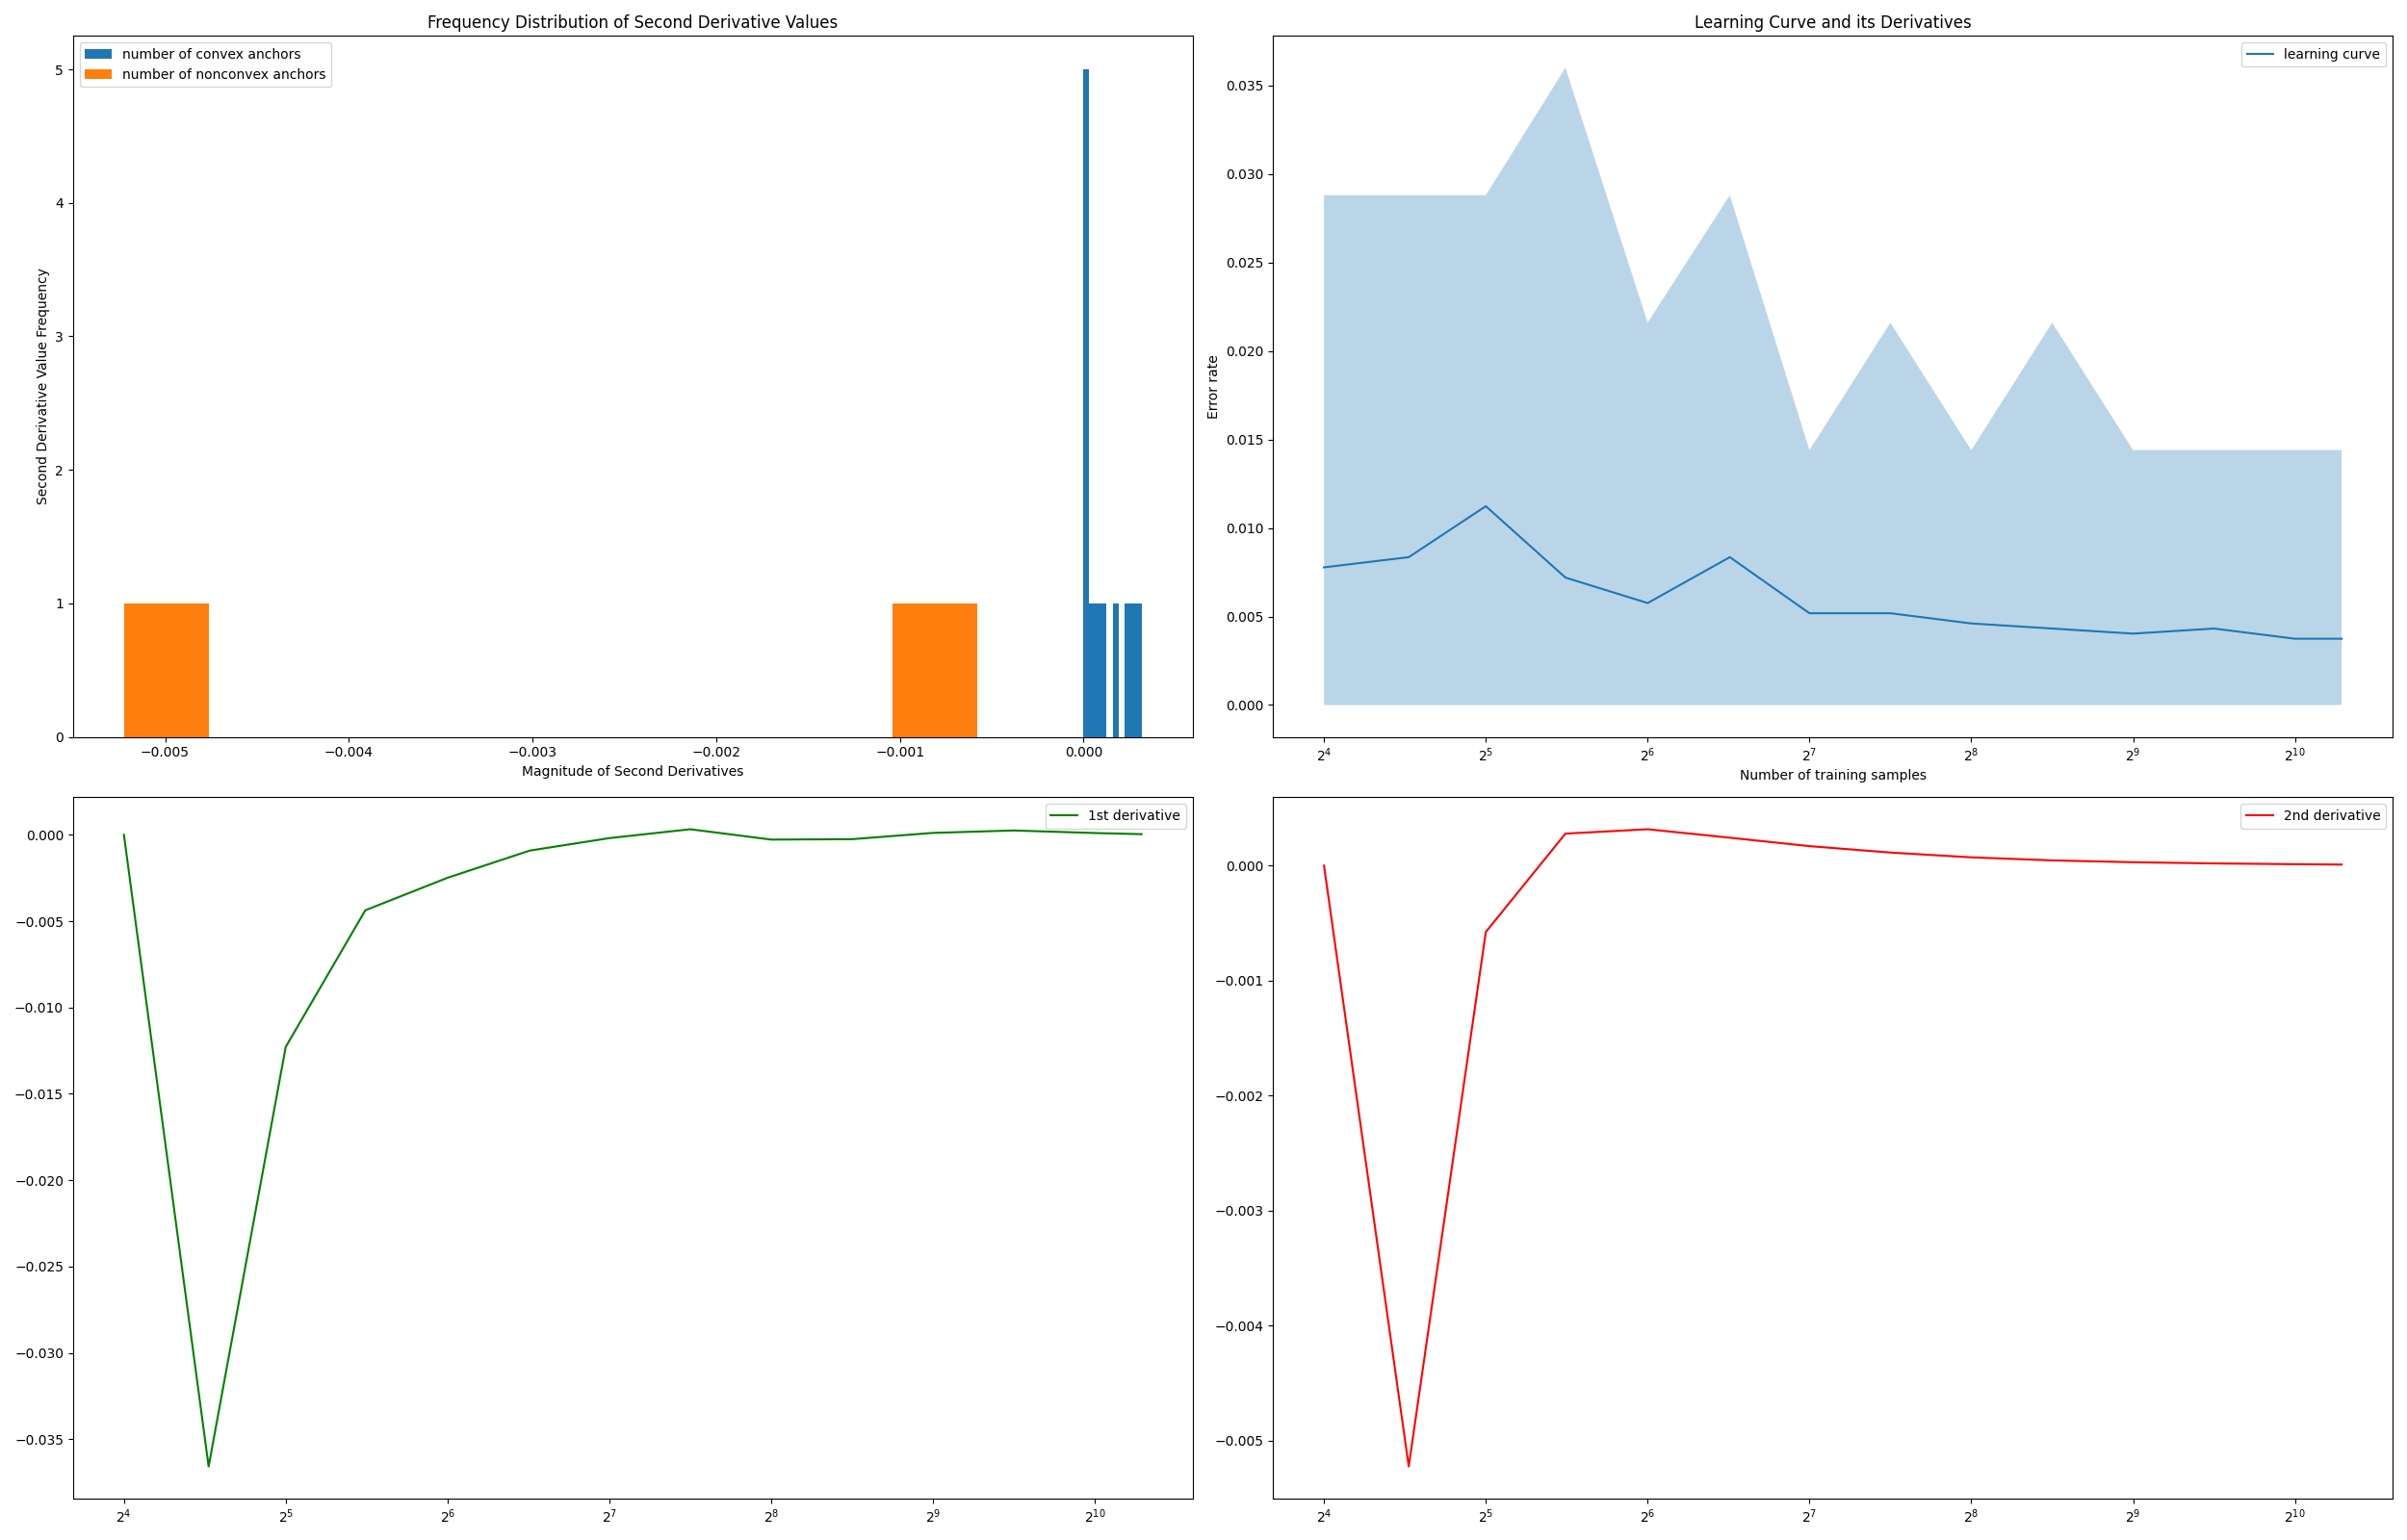 Frequency Distribution of Second Derivative Values
number of convex anchors
number of nonconvex anchors
Second Derivative Value Frequency
5
4
3
2
1
0
−0.005 −0.004 −0.003 −0.002 −0.001 0.000
Magnitude of Second Derivatives
Learning Curve and its Derivatives
learning curve
Error rate
0.035
0.030
0.025
0.020
0.015
0.010
0.005
0.000
2⁴ 2⁵ 2⁶ 2⁷ 2⁸ 2⁹ 2¹⁰
Number of training samples
1st derivative
0.000
−0.005
−0.010
−0.015
−0.020
−0.025
−0.030
−0.035
2⁴ 2⁵ 2⁶ 2⁷ 2⁸ 2⁹ 2¹⁰
2nd derivative
0.000
−0.001
−0.002
−0.003
−0.004
−0.005
2⁴ 2⁵ 2⁶ 2⁷ 2⁸ 2⁹ 2¹⁰